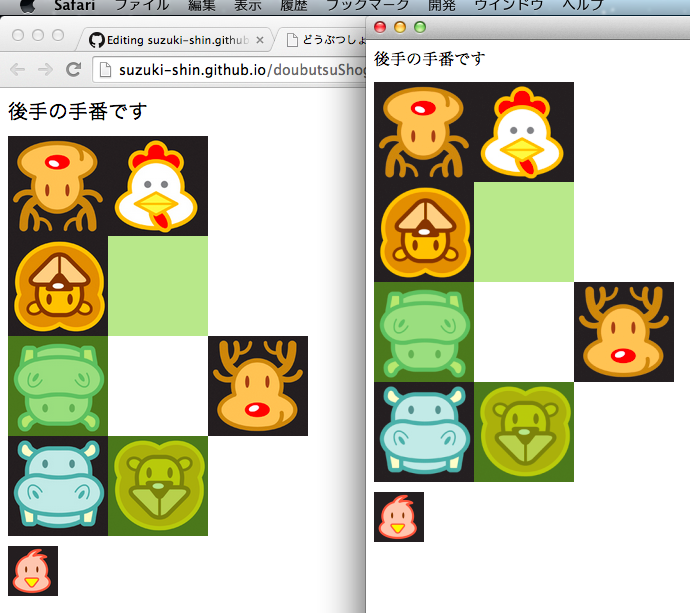 Safari ファイル 編集 表示 履歴 ブックマーク 開発 ウインドウ ヘルプ
Editing suzuki-shin.github
どうぶつしょ
suzuki-shin.github.io/doubutsuShog
後手の手番です
後手の手番です